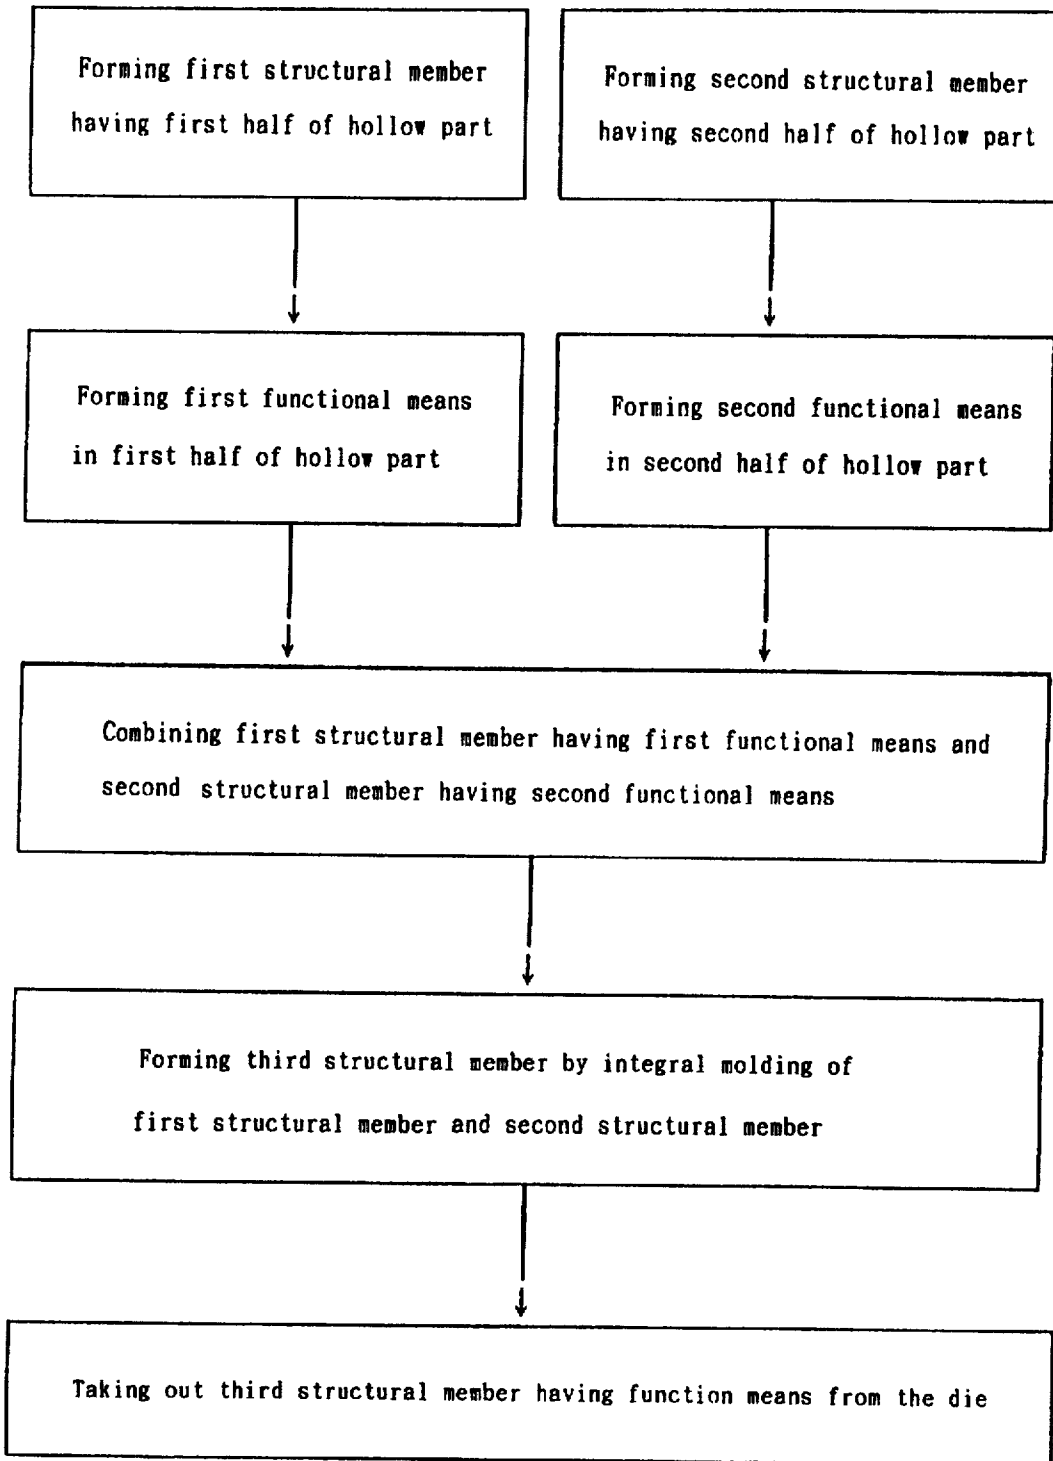 Forming first structural member
having first half of hollow part
Forming second structural member
having second half of hollow part
Forming first functional means
in first half of hollow part
Forming second functional means
in second half of hollow part
Combining first structural member having first functional means and
second structural member having second functional means
Forming third structural member by integral molding of
first structural member and second structural member
Taking out third structural member having function means from the die